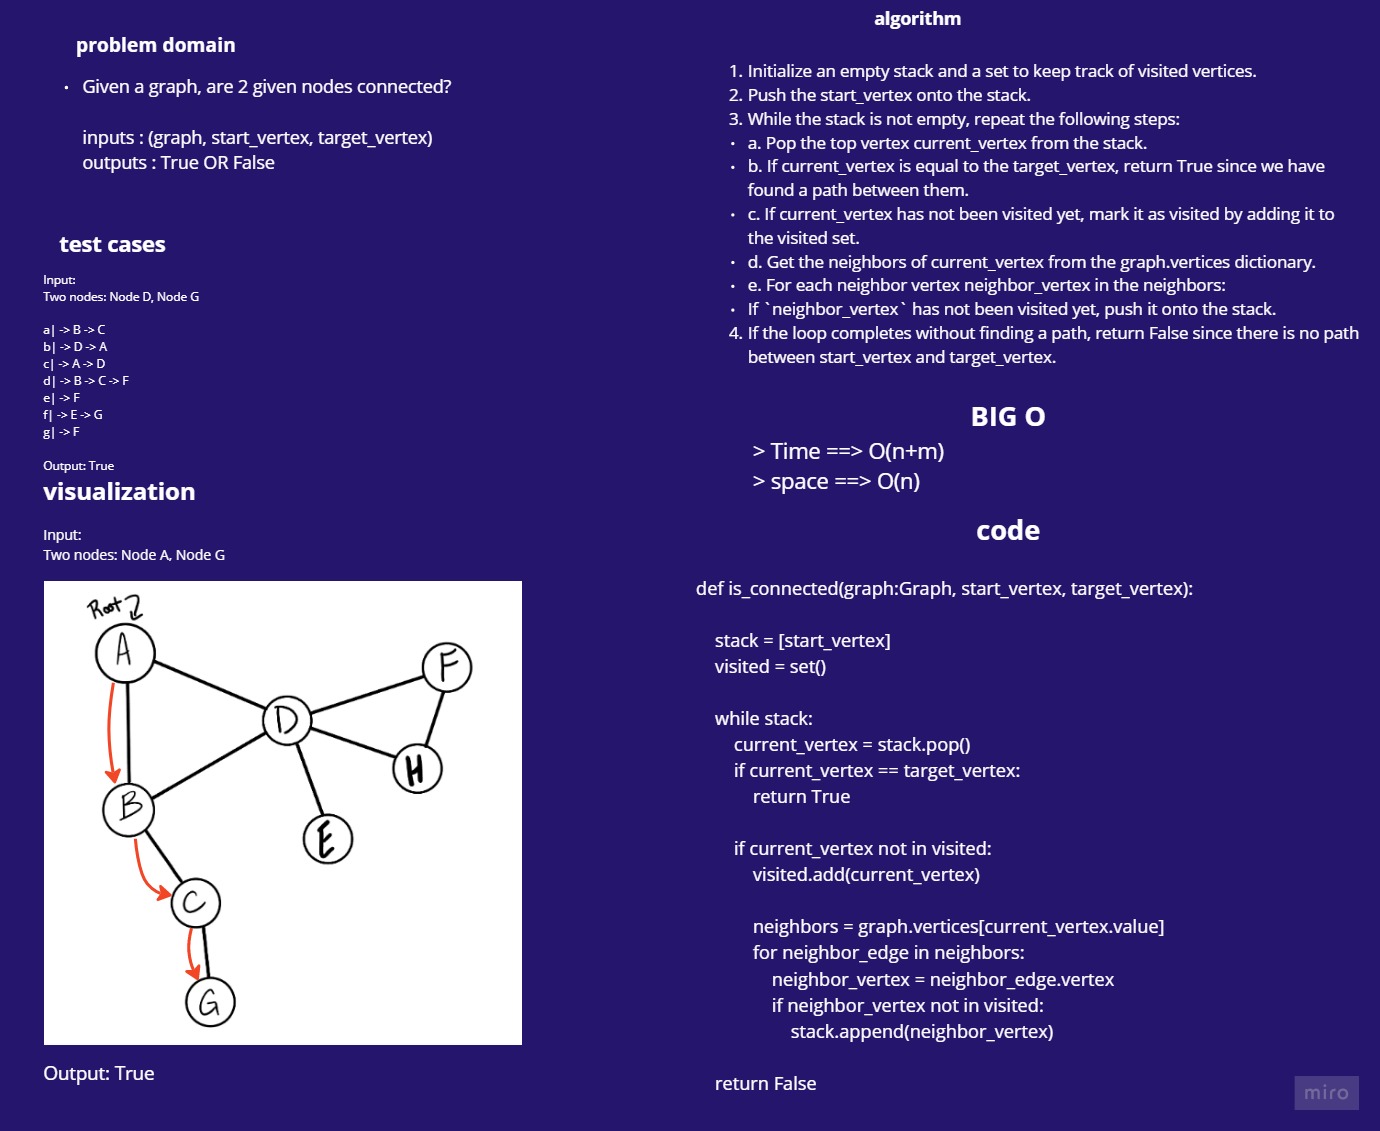 problem domain
· Given a graph, are 2 given nodes connected?
inputs : (graph, start_vertex, target_vertex)
outputs : True OR False
test cases
Input:
Two nodes: Node D, Node G
a| -> B -> C
b| -> D -> A
c| -> A -> D
d| -> B -> C -> F
e| -> F
f| -> E -> G
g| -> F
Output: True
visualization
Input:
Two nodes: Node A, Node G
Root
A
F
D
H
B
E
C
G
Output: True
algorithm
1. Initialize an empty stack and a set to keep track of visited vertices.
2. Push the start_vertex onto the stack.
3. While the stack is not empty, repeat the following steps:
· a. Pop the top vertex current_vertex from the stack.
· b. If current_vertex is equal to the target_vertex, return True since we have
found a path between them.
· c. If current_vertex has not been visited yet, mark it as visited by adding it to
the visited set.
· d. Get the neighbors of current_vertex from the graph.vertices dictionary.
· e. For each neighbor vertex neighbor_vertex in the neighbors:
· If `neighbor_vertex` has not been visited yet, push it onto the stack.
4. If the loop completes without finding a path, return False since there is no path
between start_vertex and target_vertex.
BIG O
> Time ==> O(n+m)
> space ==> O(n)
code
def is_connected(graph:Graph, start_vertex, target_vertex):
stack = [start_vertex]
visited = set()
while stack:
current_vertex = stack.pop()
if current_vertex == target_vertex:
return True
if current_vertex not in visited:
visited.add(current_vertex)
neighbors = graph.vertices[current_vertex.value]
for neighbor_edge in neighbors:
neighbor_vertex = neighbor_edge.vertex
if neighbor_vertex not in visited:
stack.append(neighbor_vertex)
return False
miro